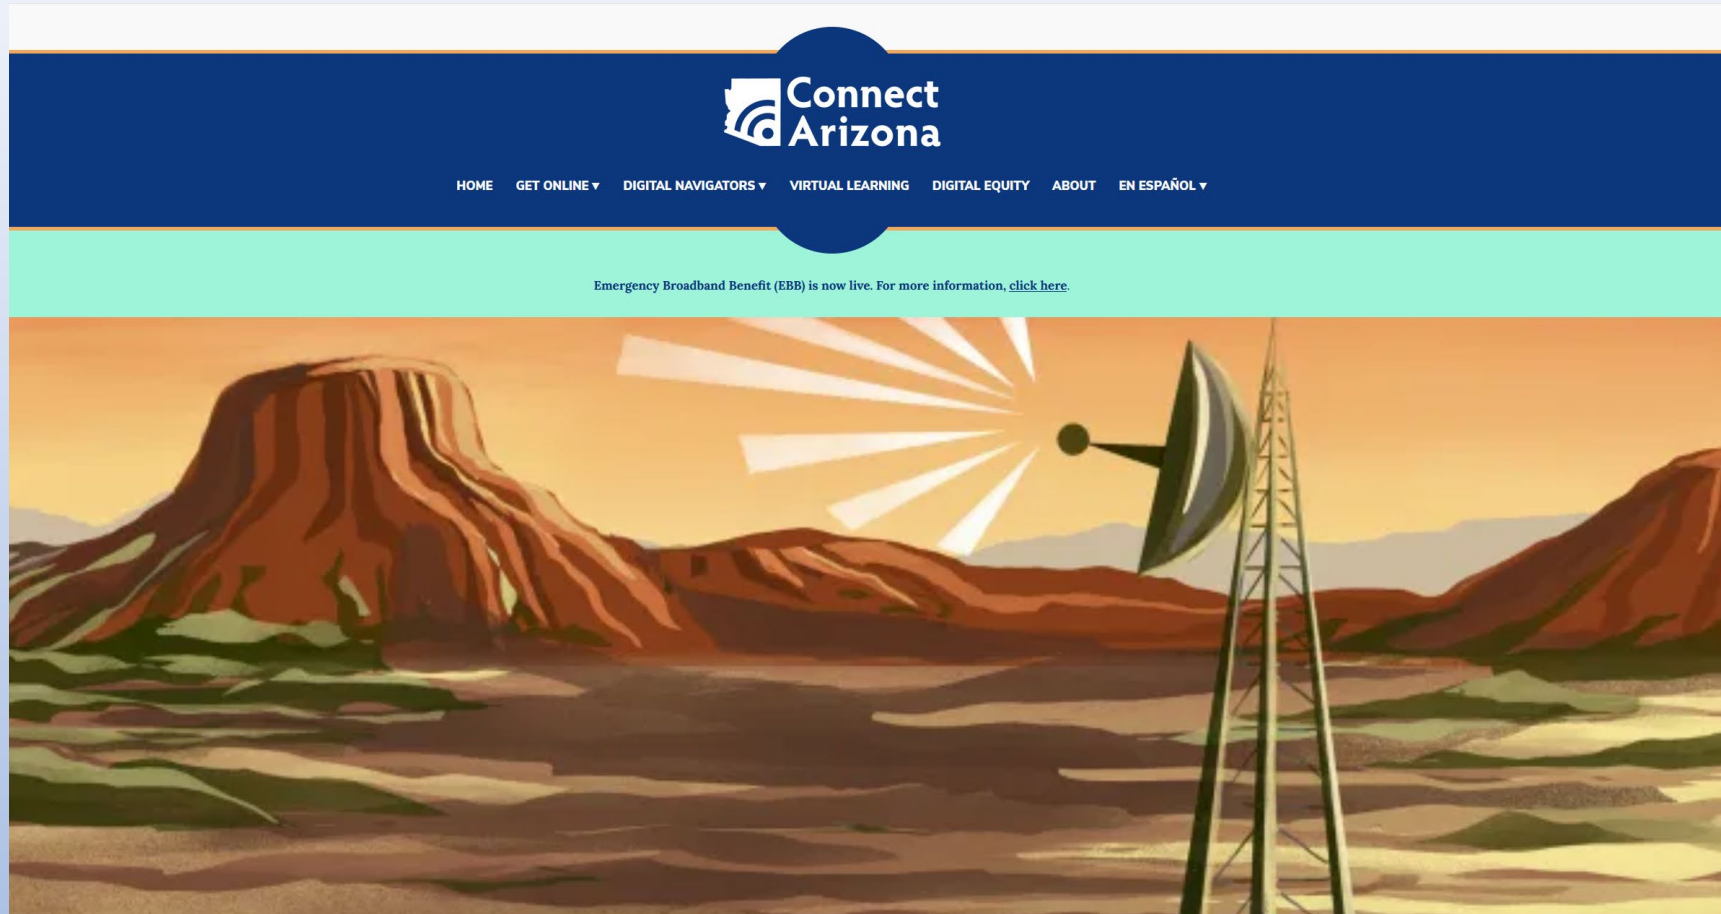 Connect
Arizona
HOME GET ONLINE▼ DIGITAL NAVIGATORS▼ VIRTUAL LEARNING DIGITAL EQUITY ABOUT EN ESPAÑOL▼
Emergency Broadband Benefit (EBB) is now live. For more information, click here.